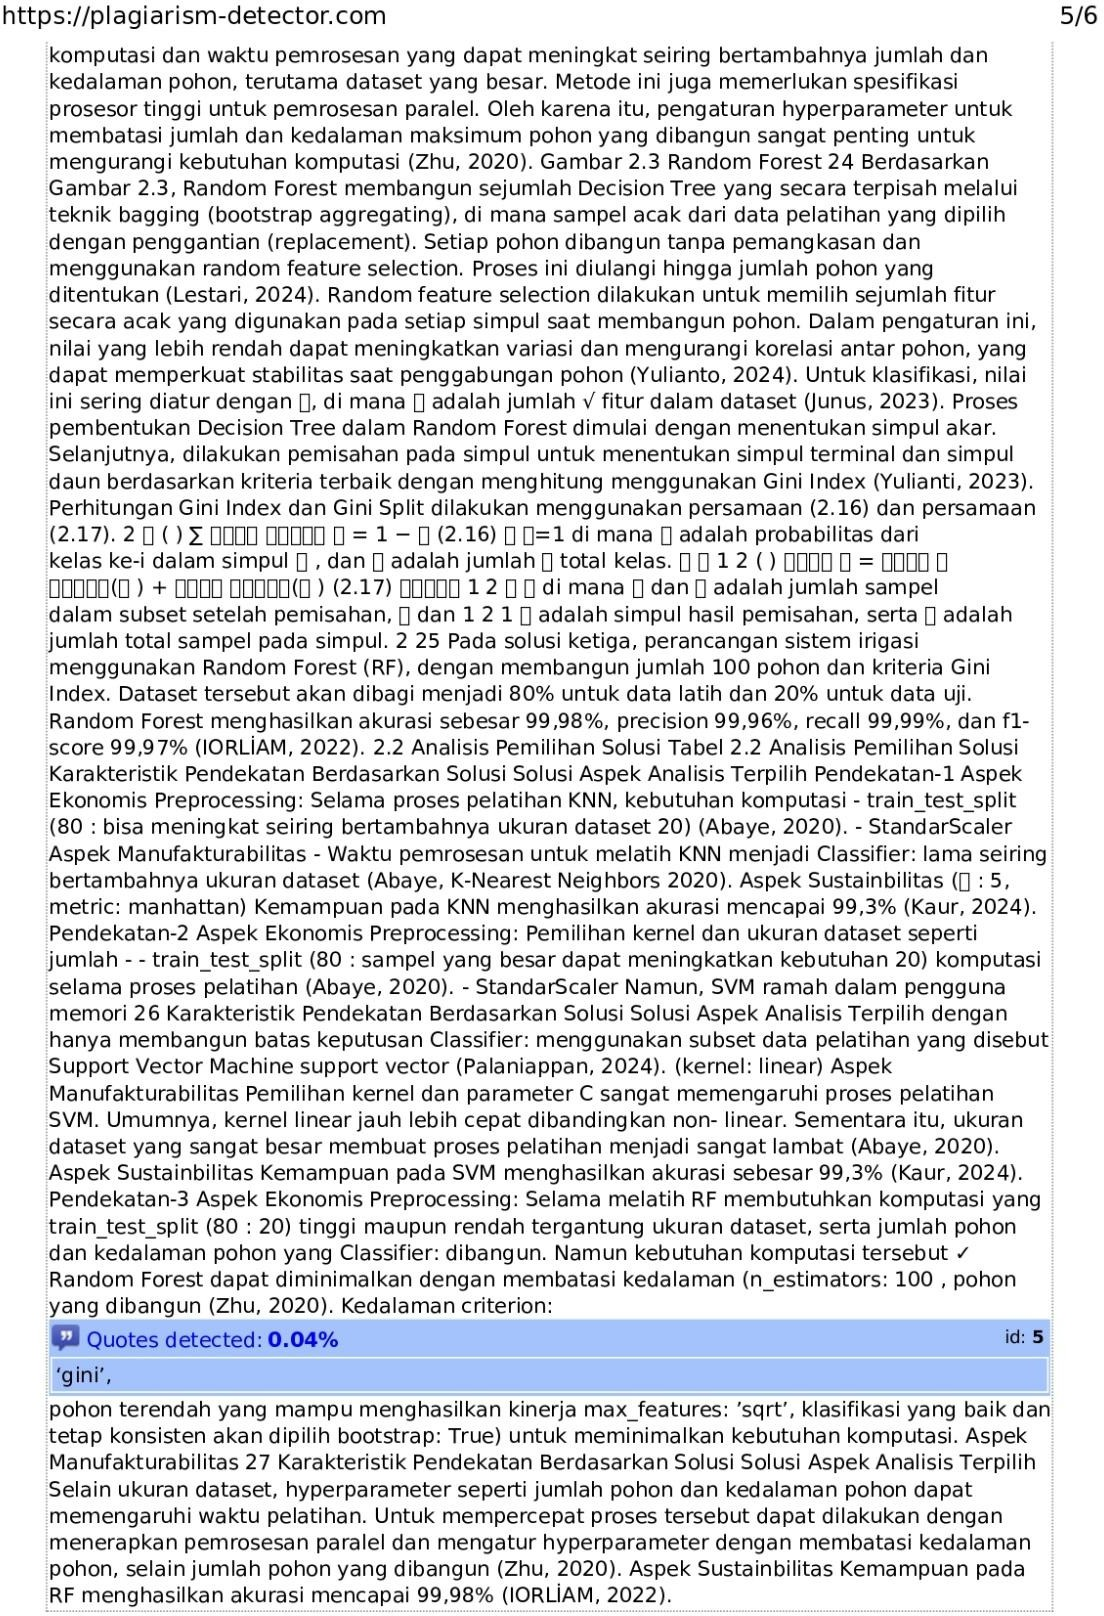 https://plagiarism-detector.com 5/6
komputasi dan waktu pemrosesan yang dapat meningkat seiring bertambahnya jumlah dan
kedalaman pohon, terutama dataset yang besar. Metode ini juga memerlukan spesifikasi
prosesor tinggi untuk pemrosesan paralel. Oleh karena itu, pengaturan hyperparameter untuk
membatasi jumlah dan kedalaman maksimum pohon yang dibangun sangat penting untuk
mengurangi kebutuhan komputasi (Zhu, 2020). Gambar 2.3 Random Forest 24 Berdasarkan
Gambar 2.3, Random Forest membangun sejumlah Decision Tree yang secara terpisah melalui
teknik bagging (bootstrap aggregating), di mana sampel acak dari data pelatihan yang dipilih
dengan penggantian (replacement). Setiap pohon dibangun tanpa pemangkasan dan
menggunakan random feature selection. Proses ini diulangi hingga jumlah pohon yang
ditentukan (Lestari, 2024). Random feature selection dilakukan untuk memilih sejumlah fitur
secara acak yang digunakan pada setiap simpul saat membangun pohon. Dalam pengaturan ini,
nilai yang lebih rendah dapat meningkatkan variasi dan mengurangi korelasi antar pohon, yang
dapat memperkuat stabilitas saat penggabungan pohon (Yulianto, 2024). Untuk klasifikasi, nilai
ini sering diatur dengan ▯, di mana ▯ adalah jumlah √ fitur dalam dataset (Junus, 2023). Proses
pembentukan Decision Tree dalam Random Forest dimulai dengan menentukan simpul akar.
Selanjutnya, dilakukan pemisahan pada simpul untuk menentukan simpul terminal dan simpul
daun berdasarkan kriteria terbaik dengan menghitung menggunakan Gini Index (Yulianti, 2023).
Perhitungan Gini Index dan Gini Split dilakukan menggunakan persamaan (2.16) dan persamaan
(2.17). 2 ▯ ( ) ∑ ▯▯▯▯ ▯▯▯▯▯ ▯ = 1 − ▯ (2.16) ▯ ▯=1 di mana ▯ adalah probabilitas dari
kelas ke-i dalam simpul ▯ , dan ▯ adalah jumlah ▯ total kelas. ▯ ▯ 1 2 ( ) ▯▯▯▯ ▯ = ▯▯▯▯ ▯
▯▯▯▯▯(▯ ) + ▯▯▯▯ ▯▯▯▯▯(▯ ) (2.17) ▯▯▯▯▯ 1 2 ▯ ▯ di mana ▯ dan ▯ adalah jumlah sampel
dalam subset setelah pemisahan, ▯ dan 1 2 1 ▯ adalah simpul hasil pemisahan, serta ▯ adalah
jumlah total sampel pada simpul. 2 25 Pada solusi ketiga, perancangan sistem irigasi
menggunakan Random Forest (RF), dengan membangun jumlah 100 pohon dan kriteria Gini
Index. Dataset tersebut akan dibagi menjadi 80% untuk data latih dan 20% untuk data uji.
Random Forest menghasilkan akurasi sebesar 99,98%, precision 99,96%, recall 99,99%, dan f1-
score 99,97% (IORLİAM, 2022). 2.2 Analisis Pemilihan Solusi Tabel 2.2 Analisis Pemilihan Solusi
Karakteristik Pendekatan Berdasarkan Solusi Solusi Aspek Analisis Terpilih Pendekatan-1 Aspek
Ekonomis Preprocessing: Selama proses pelatihan KNN, kebutuhan komputasi - train_test_split
(80 : bisa meningkat seiring bertambahnya ukuran dataset 20) (Abaye, 2020). - StandarScaler
Aspek Manufakturabilitas - Waktu pemrosesan untuk melatih KNN menjadi Classifier: lama seiring
bertambahnya ukuran dataset (Abaye, K-Nearest Neighbors 2020). Aspek Sustainbilitas (▯ : 5,
metric: manhattan) Kemampuan pada KNN menghasilkan akurasi mencapai 99,3% (Kaur, 2024).
Pendekatan-2 Aspek Ekonomis Preprocessing: Pemilihan kernel dan ukuran dataset seperti
jumlah - - train_test_split (80 : sampel yang besar dapat meningkatkan kebutuhan 20) komputasi
selama proses pelatihan (Abaye, 2020). - StandarScaler Namun, SVM ramah dalam pengguna
memori 26 Karakteristik Pendekatan Berdasarkan Solusi Solusi Aspek Analisis Terpilih dengan
hanya membangun batas keputusan Classifier: menggunakan subset data pelatihan yang disebut
Support Vector Machine support vector (Palaniappan, 2024). (kernel: linear) Aspek
Manufakturabilitas Pemilihan kernel dan parameter C sangat memengaruhi proses pelatihan
SVM. Umumnya, kernel linear jauh lebih cepat dibandingkan non- linear. Sementara itu, ukuran
dataset yang sangat besar membuat proses pelatihan menjadi sangat lambat (Abaye, 2020).
Aspek Sustainbilitas Kemampuan pada SVM menghasilkan akurasi sebesar 99,3% (Kaur, 2024).
Pendekatan-3 Aspek Ekonomis Preprocessing: Selama melatih RF membutuhkan komputasi yang
train_test_split (80 : 20) tinggi maupun rendah tergantung ukuran dataset, serta jumlah pohon
dan kedalaman pohon yang Classifier: dibangun. Namun kebutuhan komputasi tersebut ✓
Random Forest dapat diminimalkan dengan membatasi kedalaman (n_estimators: 100 , pohon
yang dibangun (Zhu, 2020). Kedalaman criterion:
Quotes detected: 0.04% id: 5
‘gini’,
pohon terendah yang mampu menghasilkan kinerja max_features: ’sqrt’, klasifikasi yang baik dan
tetap konsisten akan dipilih bootstrap: True) untuk meminimalkan kebutuhan komputasi. Aspek
Manufakturabilitas 27 Karakteristik Pendekatan Berdasarkan Solusi Solusi Aspek Analisis Terpilih
Selain ukuran dataset, hyperparameter seperti jumlah pohon dan kedalaman pohon dapat
memengaruhi waktu pelatihan. Untuk mempercepat proses tersebut dapat dilakukan dengan
menerapkan pemrosesan paralel dan mengatur hyperparameter dengan membatasi kedalaman
pohon, selain jumlah pohon yang dibangun (Zhu, 2020). Aspek Sustainbilitas Kemampuan pada
RF menghasilkan akurasi mencapai 99,98% (IORLİAM, 2022).